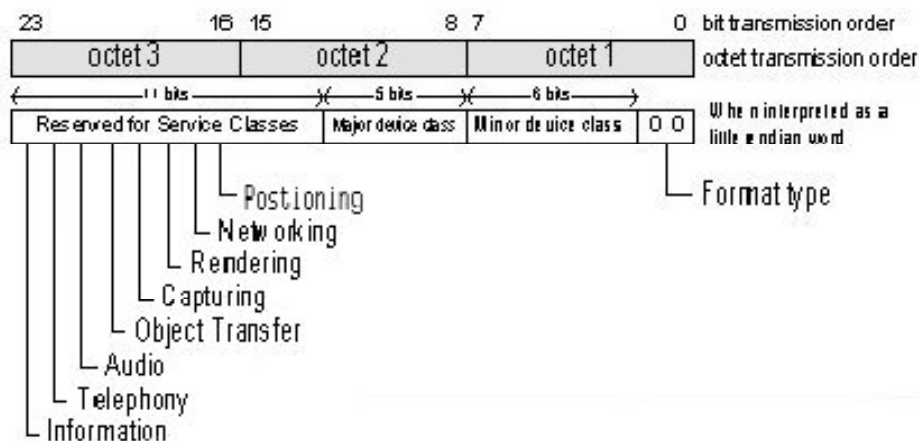 23 16 15 8 7 0 bit transmission order
octet 3 octet 2 octet 1 octet transmission order
11 bits 5 bits 6 bits
Reserved for Service Classes Major device class Minor device class 0 0 When interpreted as a
little endian word
Postioning Format type
Networking
Rendering
Capturing
Object Transfer
Audio
Telephony
Information